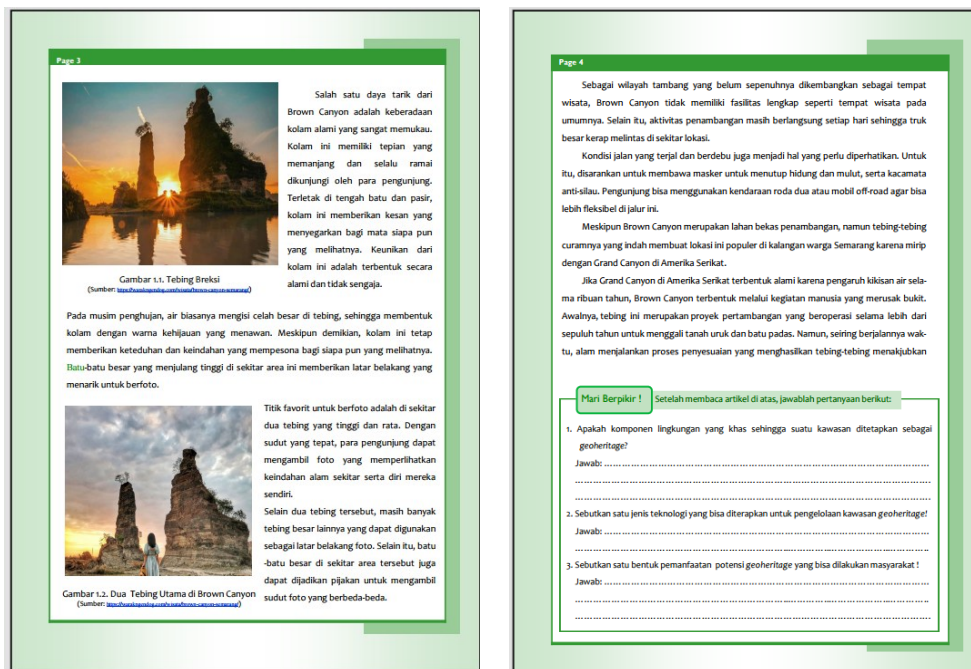 Page 3
Salah satu daya tarik dari
Brown Canyon adalah keberadaan
kolam alami yang sangat memukau.
Kolam ini memiliki tepian yang
memanjang dan selalu ramai
dikunjungi oleh para pengunjung.
Terletak di tengah batu dan pasir,
kolam ini memberikan kesan yang
menyegarkan bagi mata siapa pun
yang melihatnya. Keunikan dari
kolam ini adalah terbentuk secara
alami dan tidak sengaja.
Gambar 1.1. Tebing Breksi
(Sumber: https://warukngendog.com/wisata/brown-canyon-semarang/)
Pada musim penghujan, air biasanya mengisi celah besar di tebing, sehingga membentuk
kolam dengan warna kehijauan yang menawan. Meskipun demikian, kolam ini tetap
memberikan keteduhan dan keindahan yang mempesona bagi siapa pun yang melihatnya.
Batu-batu besar yang menjulang tinggi di sekitar area ini memberikan latar belakang yang
menarik untuk berfoto.
Titik favorit untuk berfoto adalah di sekitar
dua tebing yang tinggi dan rata. Dengan
sudut yang tepat, para pengunjung dapat
mengambil foto yang memperlihatkan
keindahan alam sekitar serta diri mereka
sendiri.
Selain dua tebing tersebut, masih banyak
tebing besar lainnya yang dapat digunakan
sebagai latar belakang foto. Selain itu, batu
-batu besar di sekitar area tersebut juga
dapat dijadikan pijakan untuk mengambil
sudut foto yang berbeda-beda.
Gambar 1.2. Dua Tebing Utama di Brown Canyon
(Sumber: https://warukngendog.com/wisata/brown-canyon-semarang/)
Page 4
Sebagai wilayah tambang yang belum sepenuhnya dikembangkan sebagai tempat
wisata, Brown Canyon tidak memiliki fasilitas lengkap seperti tempat wisata pada
umumnya. Selain itu, aktivitas penambangan masih berlangsung setiap hari sehingga truk
besar kerap melintas di sekitar lokasi.
Kondisi jalan yang terjal dan berdebu juga menjadi hal yang perlu diperhatikan. Untuk
itu, disarankan untuk membawa masker untuk menutup hidung dan mulut, serta kacamata
anti-silau. Pengunjung bisa menggunakan kendaraan roda dua atau mobil off-road agar bisa
lebih fleksibel di jalur ini.
Meskipun Brown Canyon merupakan lahan bekas penambangan, namun tebing-tebing
curamnya yang indah membuat lokasi ini populer di kalangan warga Semarang karena mirip
dengan Grand Canyon di Amerika Serikat.
Jika Grand Canyon di Amerika Serikat terbentuk alami karena pengaruh kikisan air sela-
ma ribuan tahun, Brown Canyon terbentuk melalui kegiatan manusia yang merusak bukit.
Awalnya, tebing ini merupakan proyek pertambangan yang beroperasi selama lebih dari
sepuluh tahun untuk menggali tanah uruk dan batu padas. Namun, seiring berjalannya wak-
tu, alam menjalankan proses penyesuaian yang menghasilkan tebing-tebing menakjubkan
Mari Berpikir ! Setelah membaca artikel di atas, jawablah pertanyaan berikut:
1. Apakah komponen lingkungan yang khas sehingga suatu kawasan ditetapkan sebagai
geoheritage?
Jawab:
2. Sebutkan satu jenis teknologi yang bisa diterapkan untuk pengelolaan kawasan geoheritage!
Jawab:
3. Sebutkan satu bentuk pemanfaatan potensi geoheritage yang bisa dilakukan masyarakat !
Jawab: